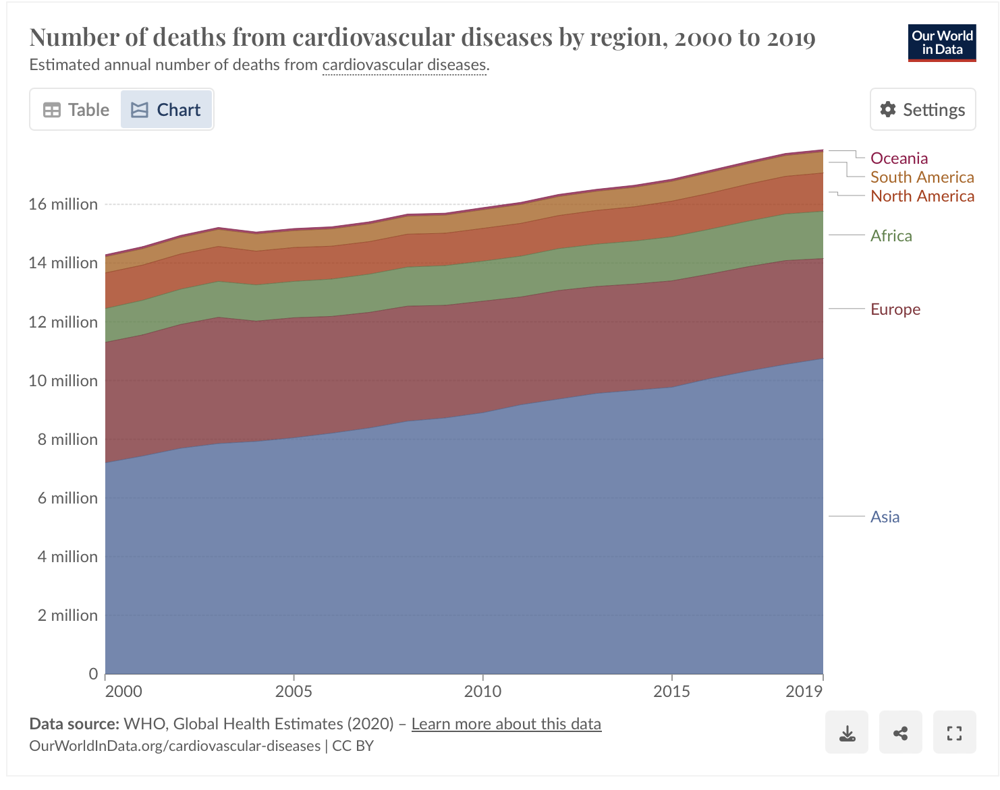 Number of deaths from cardiovascular diseases by region, 2000 to 2019
Our World
in Data
Estimated annual number of deaths from cardiovascular diseases.
Table
Chart
Settings
Oceania
South America
North America
Africa
Europe
Asia
16 million
14 million
12 million
10 million
8 million
6 million
4 million
2 million
0
2000
2005
2010
2015
2019
Data source: WHO, Global Health Estimates (2020) – Learn more about this data
OurWorldInData.org/cardiovascular-diseases | CC BY